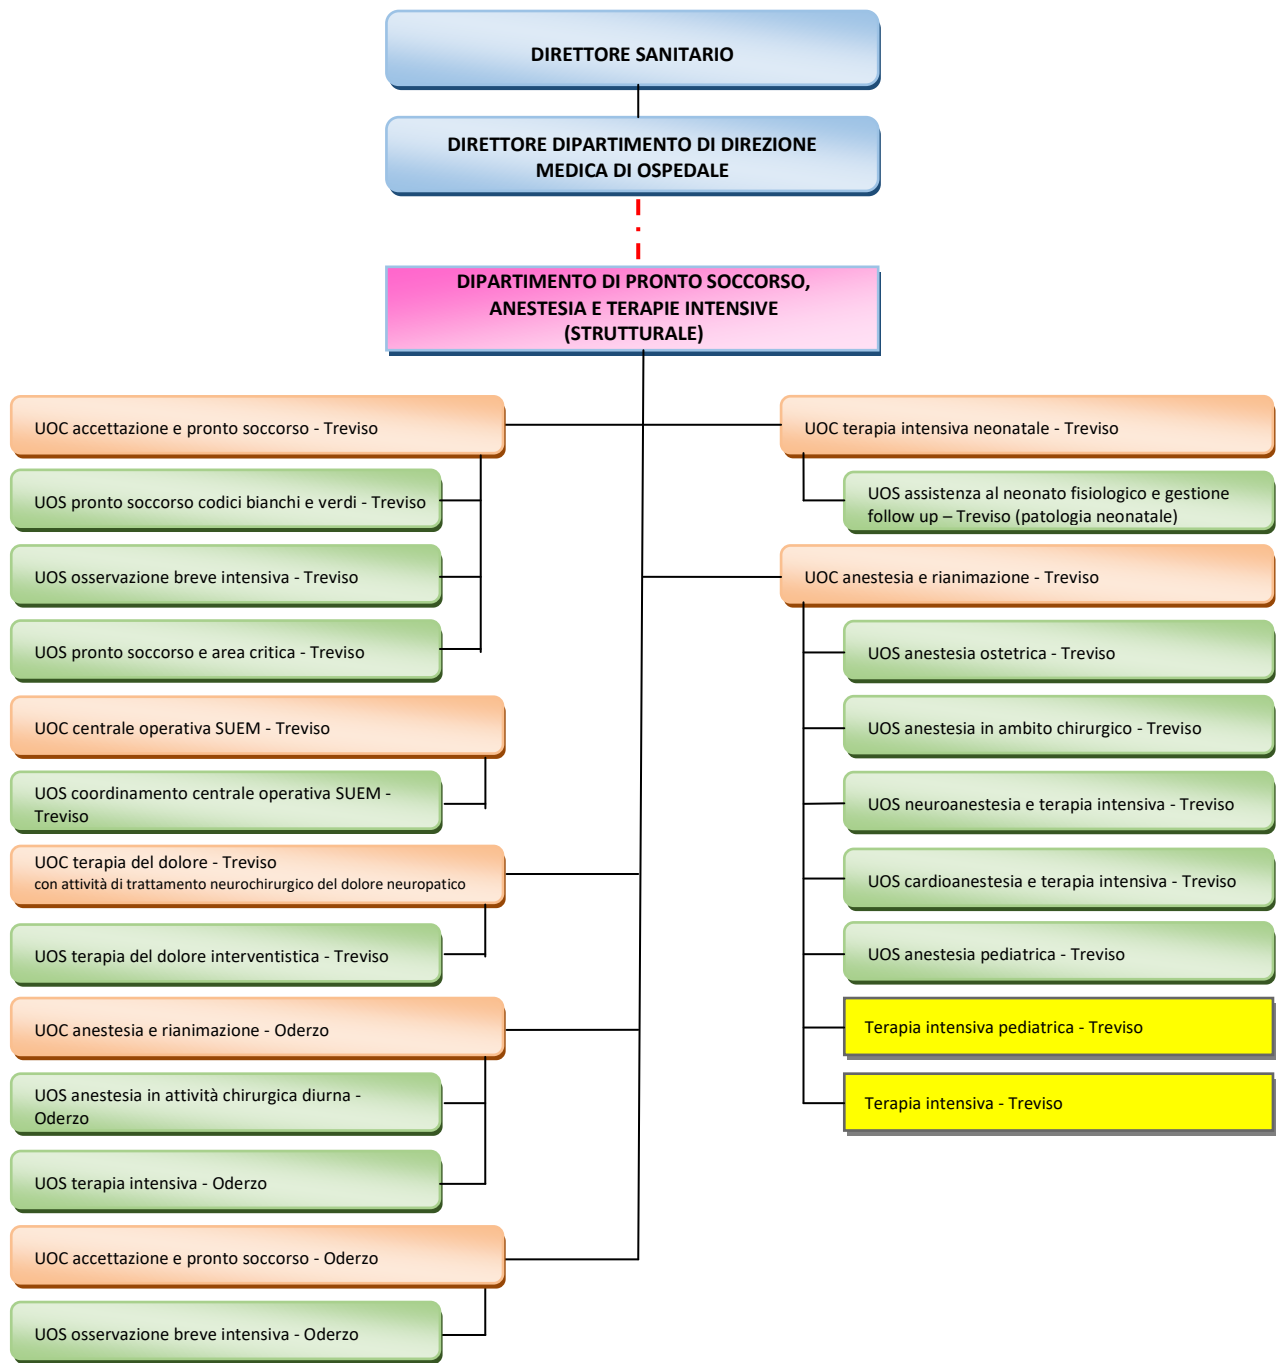 DIRETTORE SANITARIO
DIRETTORE DIPARTIMENTO DI DIREZIONE
MEDICA DI OSPEDALE
DIPARTIMENTO DI PRONTO SOCCORSO,
ANESTESIA E TERAPIE INTENSIVE
(STRUTTURALE)
UOC accettazione e pronto soccorso - Treviso
UOS pronto soccorso codici bianchi e verdi - Treviso
UOS osservazione breve intensiva - Treviso
UOS pronto soccorso e area critica - Treviso
UOC centrale operativa SUEM - Treviso
UOS coordinamento centrale operativa SUEM -
Treviso
UOC terapia del dolore - Treviso
con attività di trattamento neurochirurgico del dolore neuropatico
UOS terapia del dolore interventistica - Treviso
UOC anestesia e rianimazione - Oderzo
UOS anestesia in attività chirurgica diurna -
Oderzo
UOS terapia intensiva - Oderzo
UOC accettazione e pronto soccorso - Oderzo
UOS osservazione breve intensiva - Oderzo
UOC terapia intensiva neonatale - Treviso
UOS assistenza al neonato fisiologico e gestione
follow up – Treviso (patologia neonatale)
UOC anestesia e rianimazione - Treviso
UOS anestesia ostetrica - Treviso
UOS anestesia in ambito chirurgico - Treviso
UOS neuroanestesia e terapia intensiva - Treviso
UOS cardioanestesia e terapia intensiva - Treviso
UOS anestesia pediatrica - Treviso
Terapia intensiva pediatrica - Treviso
Terapia intensiva - Treviso